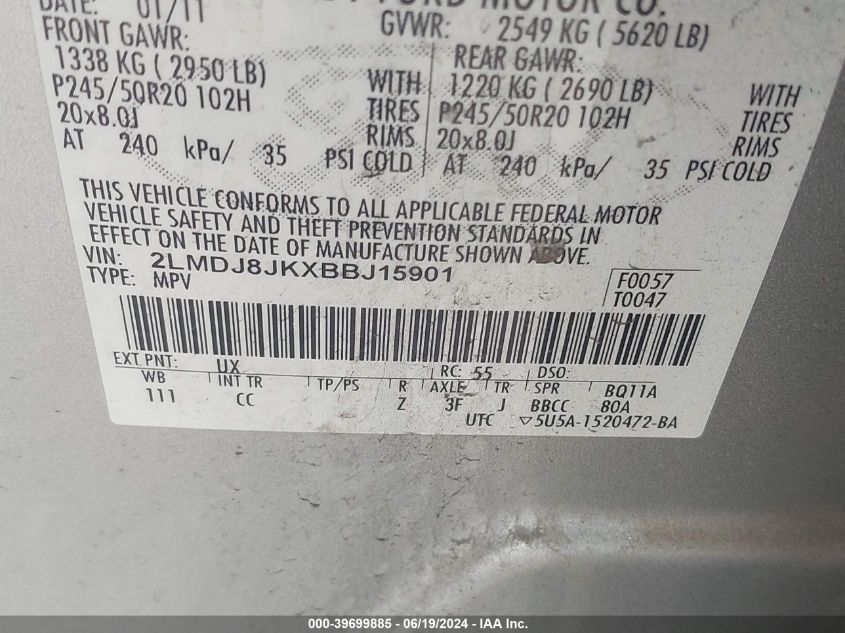 DATE: 01/11
FORD MOTOR CO.
FRONT GAWR:
GVWR: 2549 KG ( 5620 LB)
1338 KG ( 2950 LB)
REAR GAWR:
P245/50R20 102H WITH
1220 KG ( 2690 LB) WITH
20x8.0J TIRES
P245/50R20 102H TIRES
RIMS
20x8.0J RIMS
AT 240 kPa/ 35 PSI COLD
AT 240 kPa/ 35 PSI COLD
THIS VEHICLE CONFORMS TO ALL APPLICABLE FEDERAL MOTOR
VEHICLE SAFETY AND THEFT PREVENTION STANDARDS IN
EFFECT ON THE DATE OF MANUFACTURE SHOWN ABOVE.
VIN: 2LMDJ8JKXBBJ15901
TYPE: MPV
F0057
T0047
EXT PNT: UX RC: 55 DSO:
WB INT TR TP/PS R AXLE TR SPR BQ11A
111 CC Z 3F J BBCC 80A
UTC ▽5U5A-1520472-BA
000-39699885 - 06/19/2024 - IAA Inc.